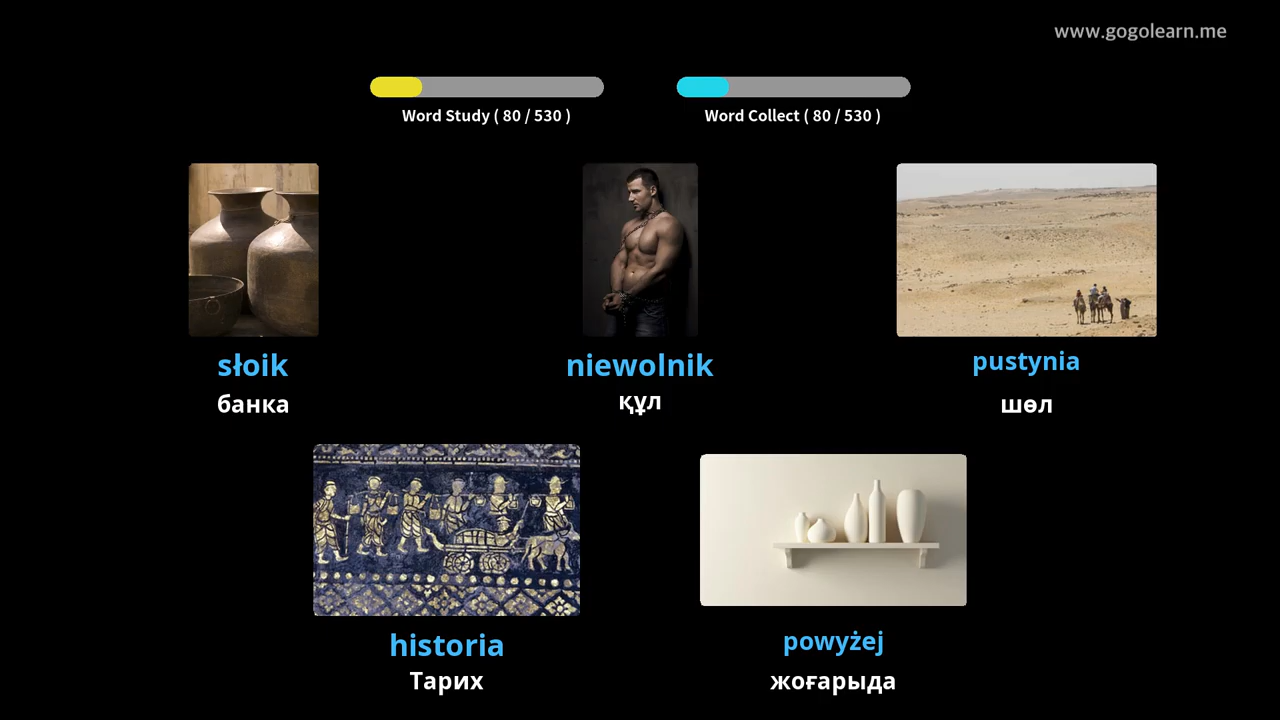 www.gogolearn.me
Word Study ( 80 / 530 )
Word Collect ( 80 / 530 )
słoik
банка
niewolnik
құл
pustynia
шөл
historia
Тарих
powyżej
жоғарыда